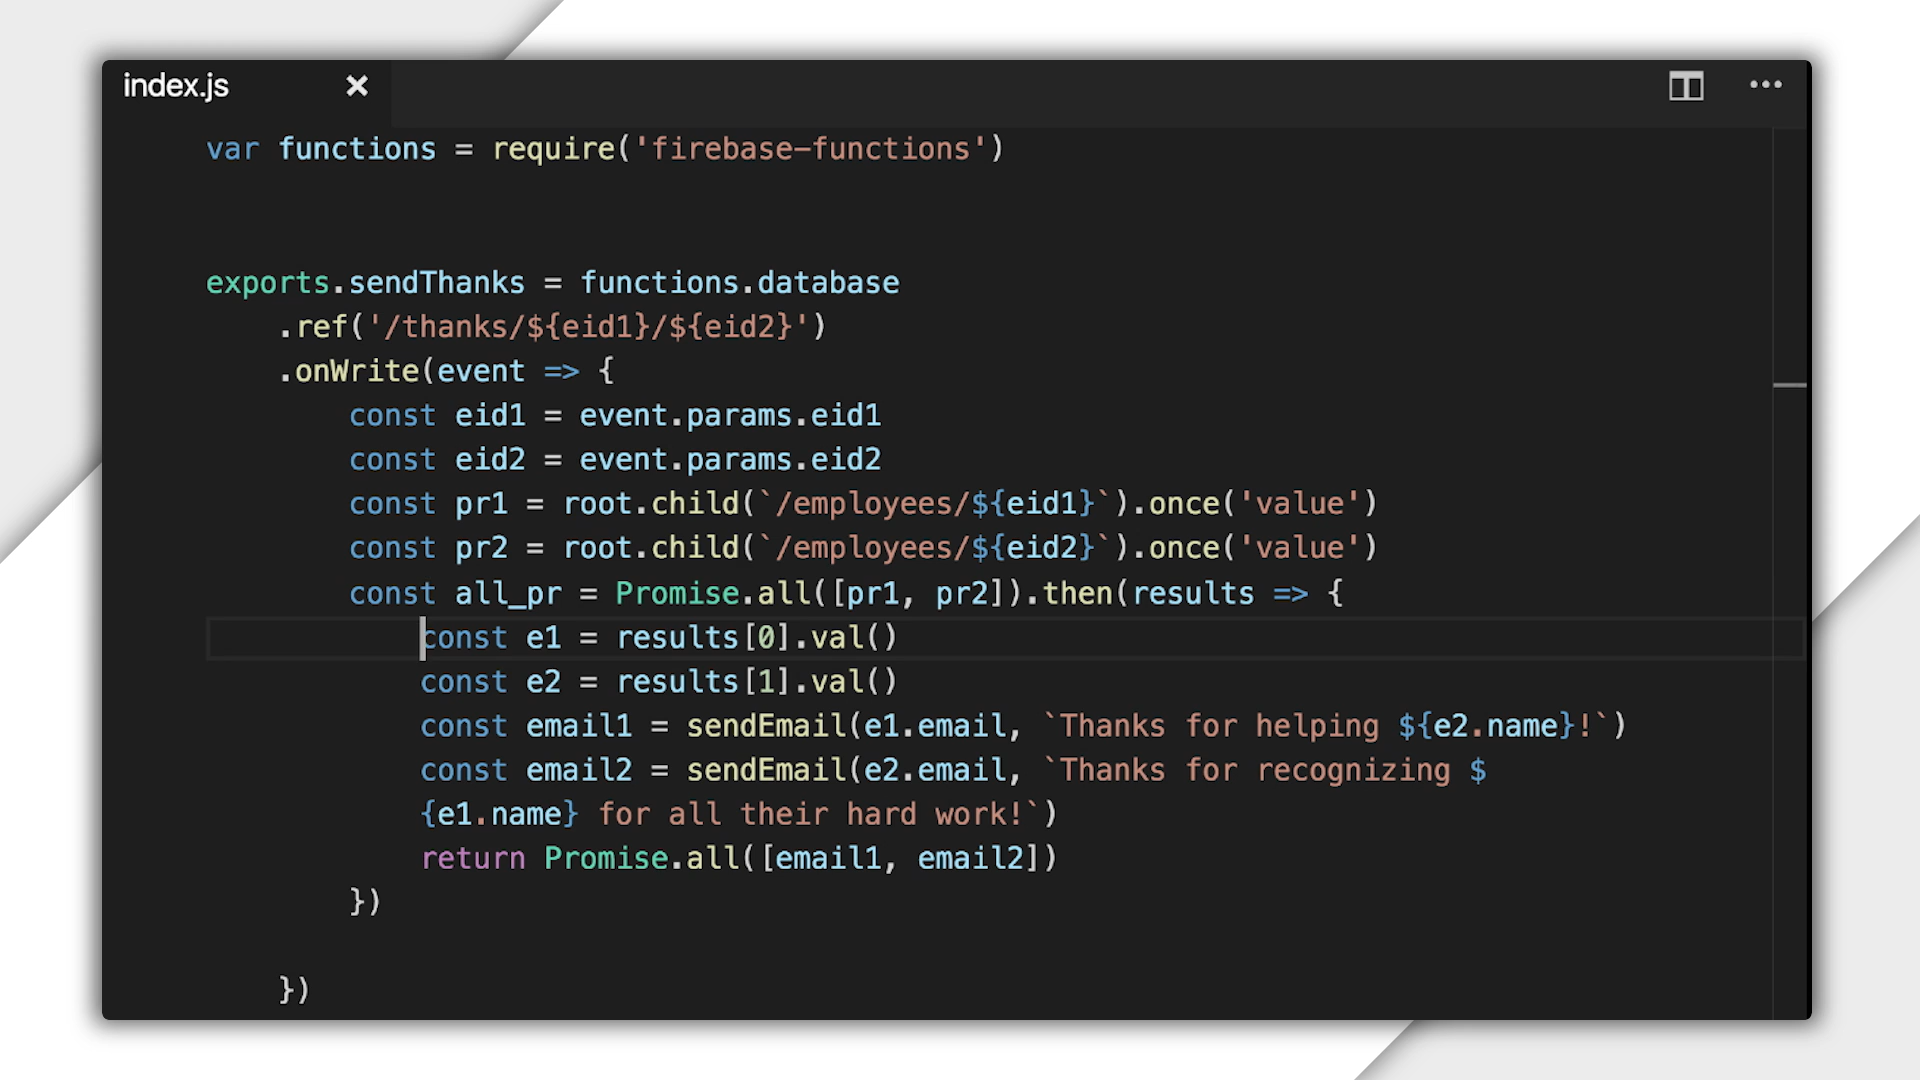 index.js
var functions = require('firebase-functions')
exports.sendThanks = functions.database
.ref('/thanks/${eid1}/${eid2}')
.onWrite(event => {
const eid1 = event.params.eid1
const eid2 = event.params.eid2
const pr1 = root.child(`/employees/${eid1}`).once('value')
const pr2 = root.child(`/employees/${eid2}`).once('value')
const all_pr = Promise.all([pr1, pr2]).then(results => {
const e1 = results[0].val()
const e2 = results[1].val()
const email1 = sendEmail(e1.email, `Thanks for helping ${e2.name}!`)
const email2 = sendEmail(e2.email, `Thanks for recognizing $
{e1.name} for all their hard work!`)
return Promise.all([email1, email2])
})
})